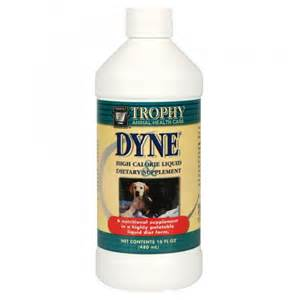 TROPHY
ANIMAL HEALTH CARE
DYNE
HIGH CALORIE LIQUID
DIETARY SUPPLEMENT
A nutritional supplement
in a highly palatable
liquid diet form.
NET CONTENTS 16 FL OZ
(480 mL)